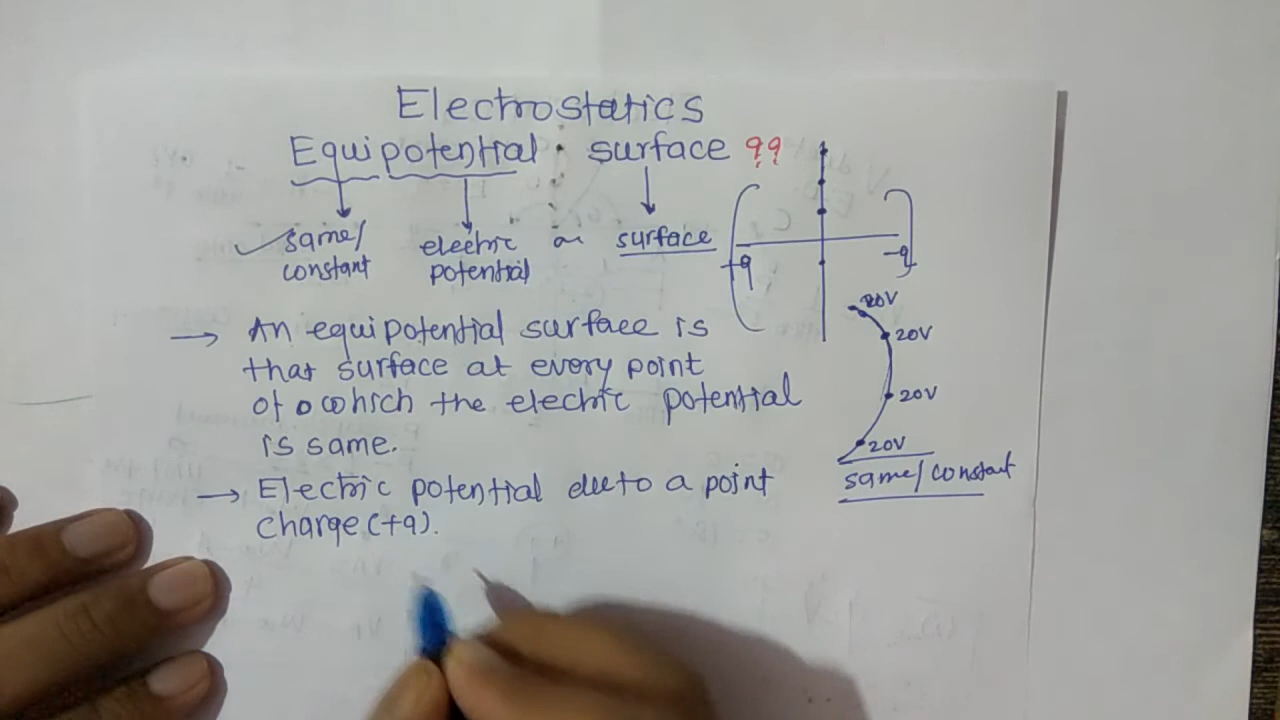 Electrostatics
Equipotential surface ??
same/
constant
electric
potential
on surface
+q
-q
→ An equipotential surface is
that surface at every point
of which the electric potential
is same.
20V
20V
20V
20V
same/constant
→ Electric potential due to a point
charge (+q).